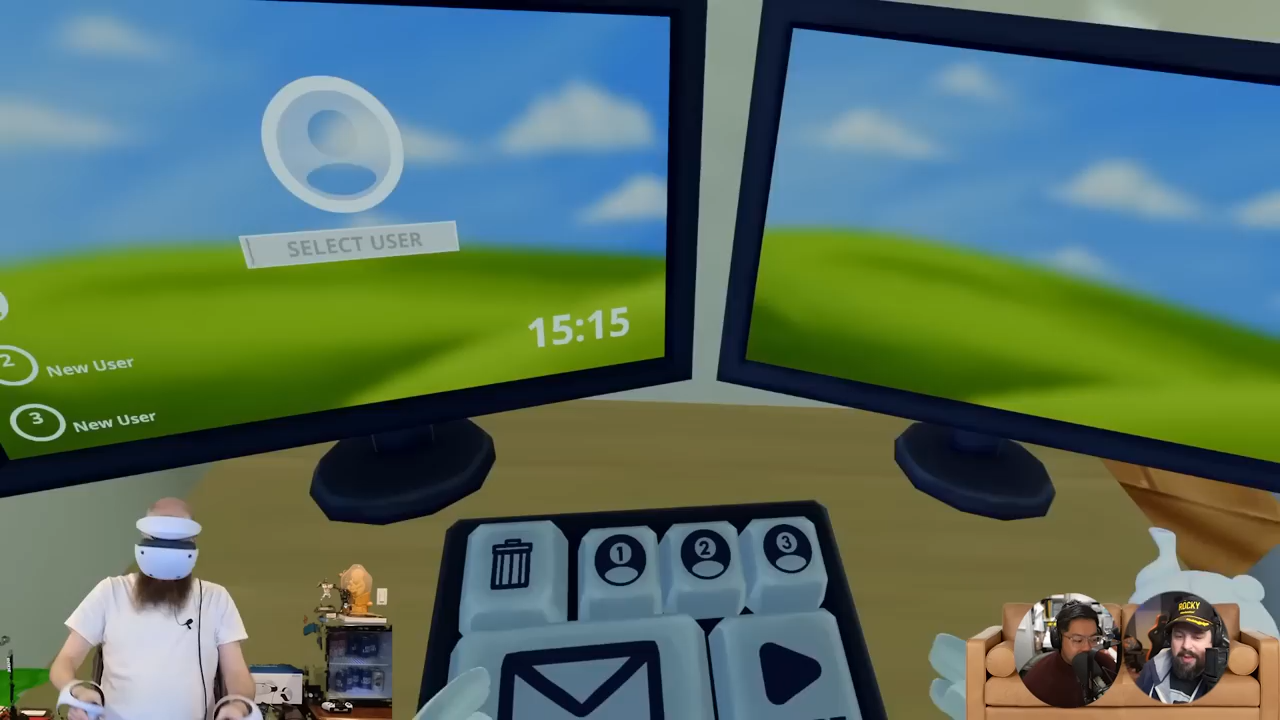 SELECT USER
15:15
2 New User
3 New User
1 2 3
ROCKY